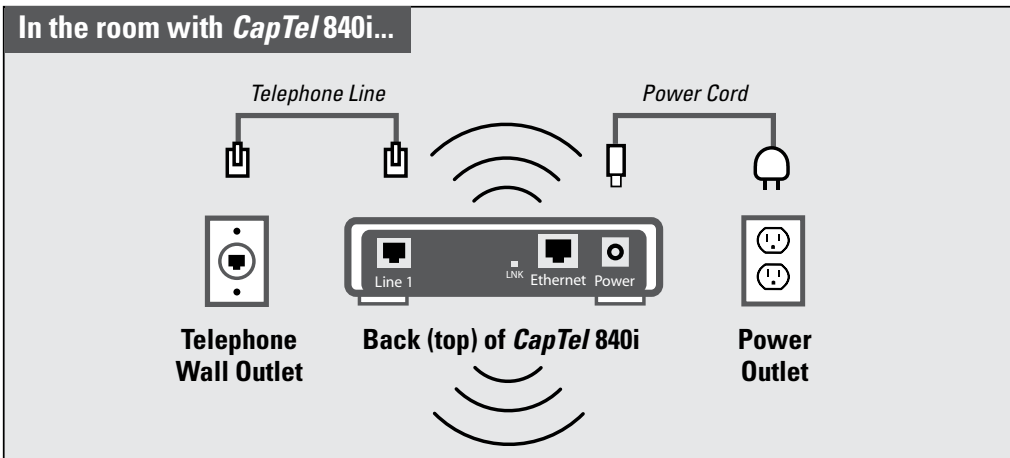 In the room with CapTel 840i...
Telephone Line
Power Cord
Line 1
LNK
Ethernet
Power
Telephone
Wall Outlet
Back (top) of CapTel 840i
Power
Outlet